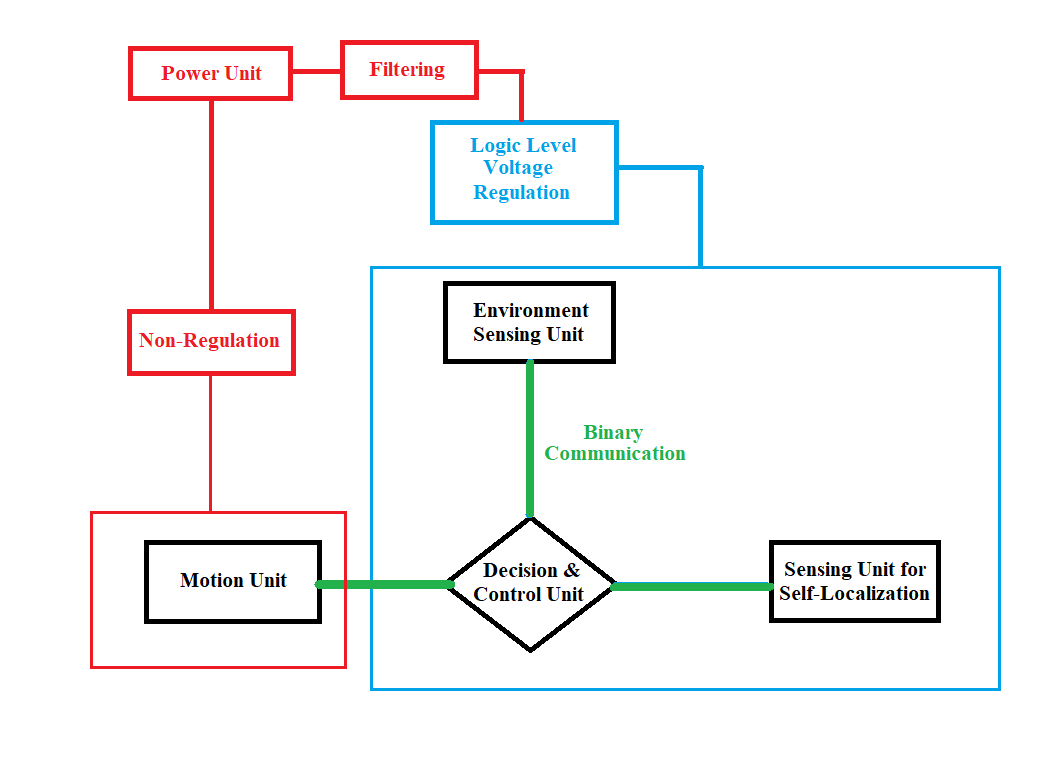 Power Unit
Filtering
Logic Level
Voltage
Regulation
Environment
Sensing Unit
Non-Regulation
Binary
Communication
Motion Unit
Decision &
Control Unit
Sensing Unit for
Self-Localization